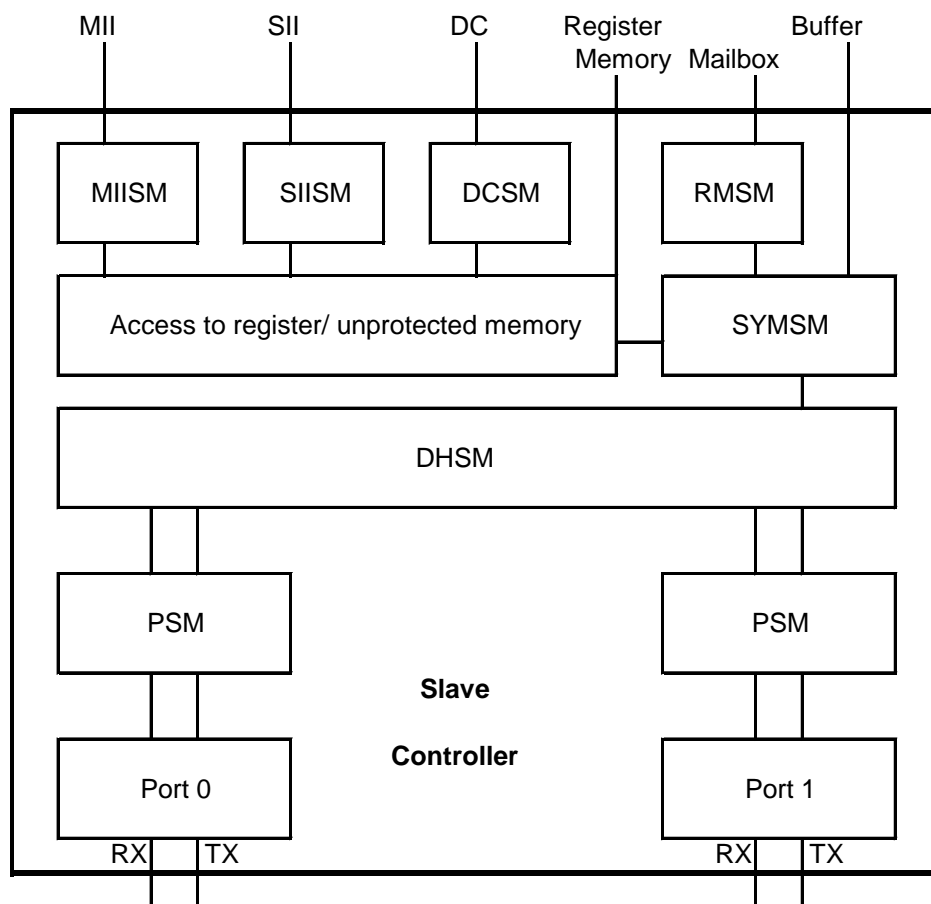 MII
SII
DC
Register
Memory
Mailbox
Buffer
MIISM
SIISM
DCSM
RMSM
Access to register/ unprotected memory
SYMSM
DHSM
PSM
PSM
Slave
Controller
Port 0
Port 1
RX
TX
RX
TX